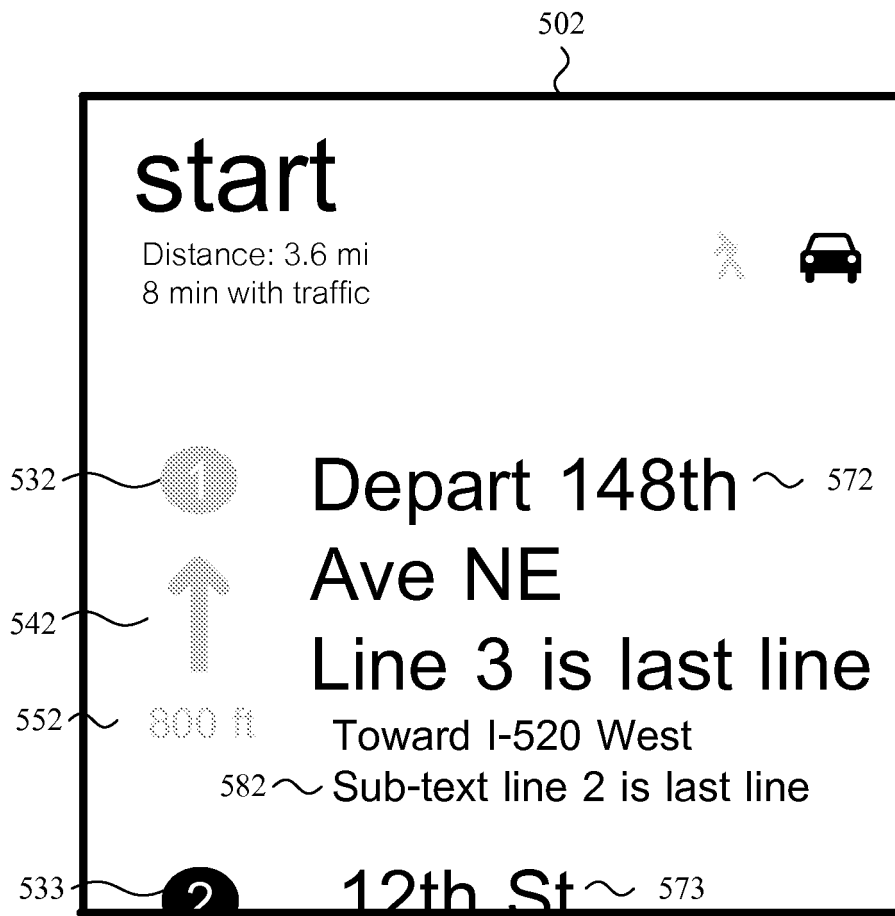 502
start
Distance: 3.6 mi
8 min with traffic
532 1 Depart 148th 572
Ave NE
542
Line 3 is last line
552 800 ft Toward I-520 West
582 Sub-text line 2 is last line
533 2 12th St 573